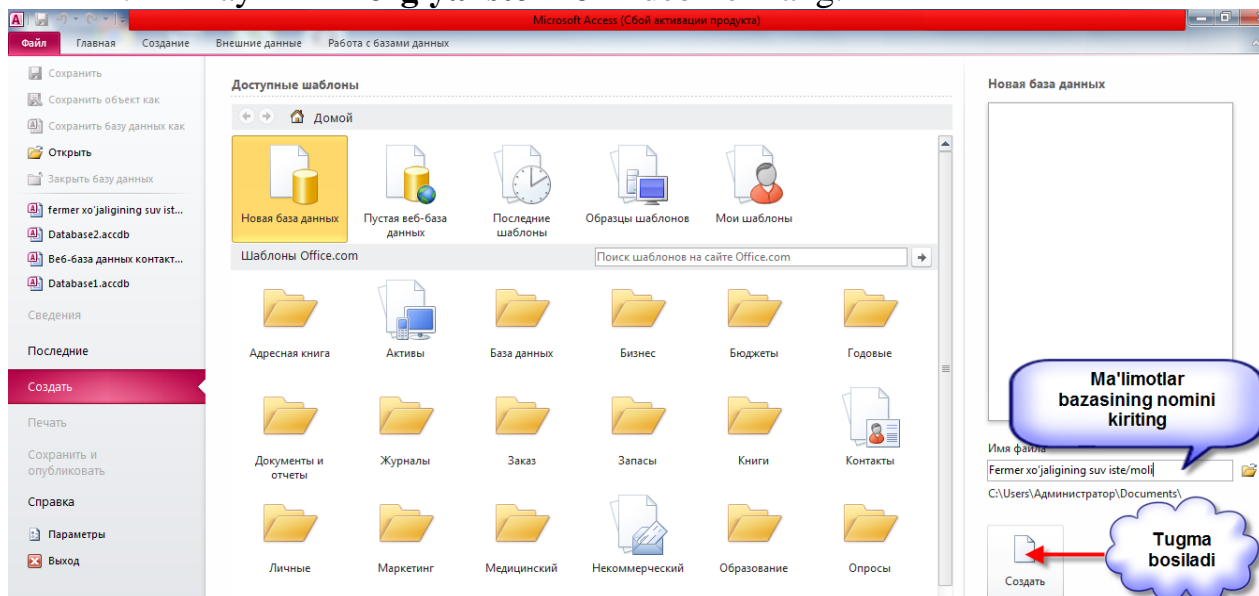 Microsoft Access (Сбой активации продукта)
Файл Главная Создание Внешние данные Работа с базами данных
Сохранить
Сохранить объект как
Сохранить базу данных как
Открыть
Закрыть базу данных
fermer xo'jaligining suv ist...
Database2.accdb
Веб-база данных контакт...
Database1.accdb
Сведения
Последние
Создать
Печать
Сохранить и
опубликовать
Справка
Параметры
Выход
Доступные шаблоны
Домой
Новая база данных
Пустая веб-база
данных
Последние
шаблоны
Образцы шаблонов
Мои шаблоны
Шаблоны Office.com
Поиск шаблонов на сайте Office.com
Адресная книга
Активы
База данных
Бизнес
Бюджеты
Годовые
Документы и
отчеты
Журналы
Заказ
Запасы
Книги
Контакты
Личные
Маркетинг
Медицинский
Некоммерческий
Образование
Опросы
Новая база данных
Ma'limotlar
bazasining nomini
kiriting
Имя файла
Fermer xo'jaligining suv iste/moli
C:\Users\Администратор\Documents\
Tugma
bosiladi
Создать